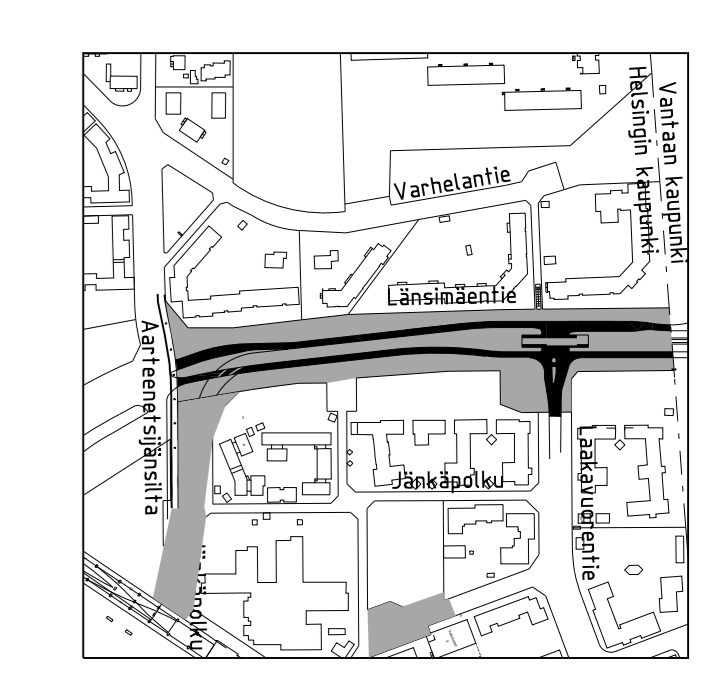 Vantaan kaupunki
Helsingin kaupunki
Varhelantie
Länsimäentie
Aarteenetsijänsilta
Jänkäpolku
Laakavuorentie